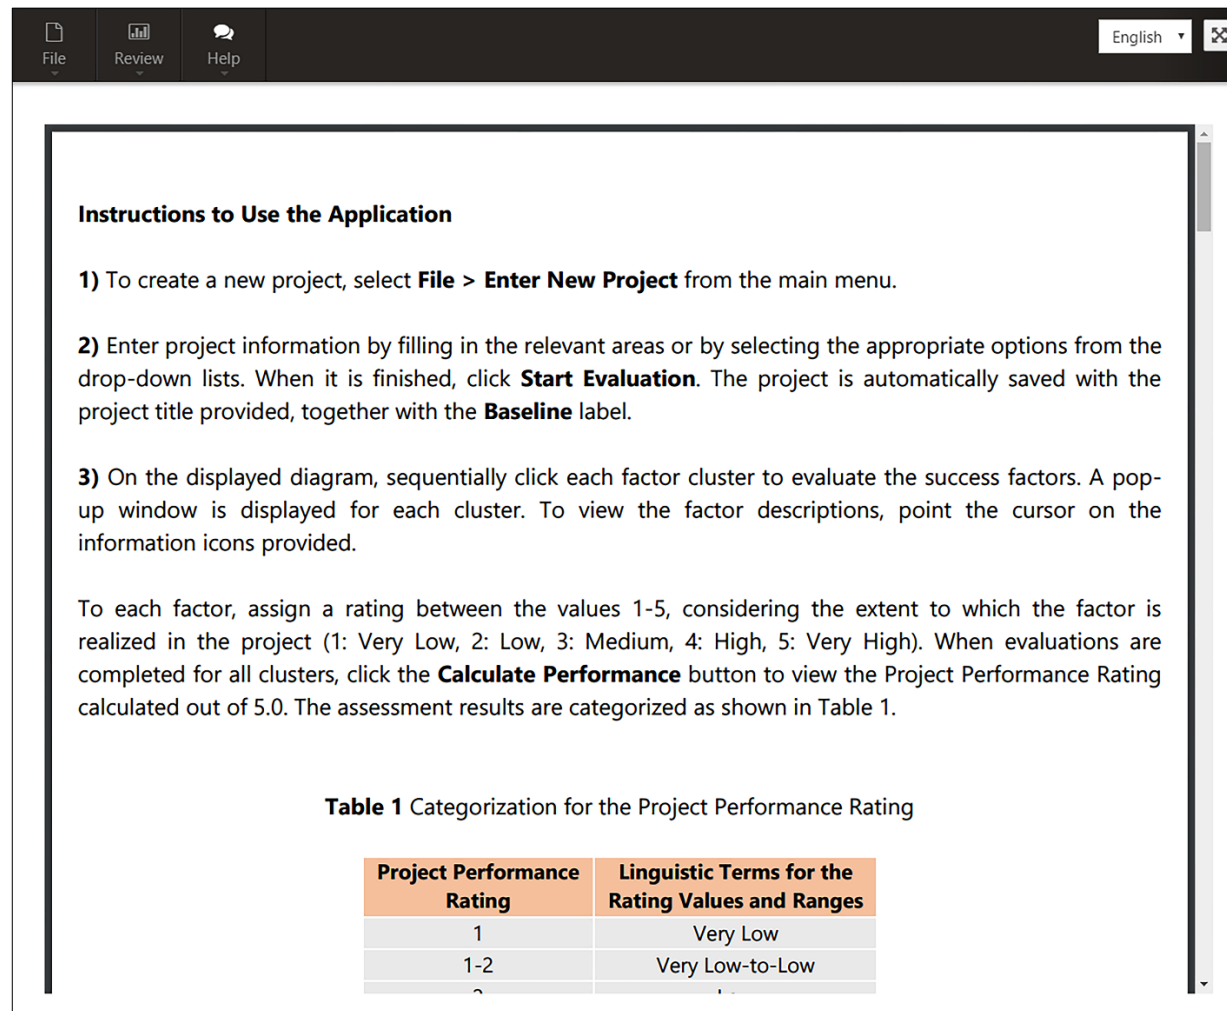 File
Review
Help
English
Instructions to Use the Application
1) To create a new project, select File > Enter New Project from the main menu.
2) Enter project information by filling in the relevant areas or by selecting the appropriate options from the
drop-down lists. When it is finished, click Start Evaluation. The project is automatically saved with the
project title provided, together with the Baseline label.
3) On the displayed diagram, sequentially click each factor cluster to evaluate the success factors. A pop-
up window is displayed for each cluster. To view the factor descriptions, point the cursor on the
information icons provided.
To each factor, assign a rating between the values 1-5, considering the extent to which the factor is
realized in the project (1: Very Low, 2: Low, 3: Medium, 4: High, 5: Very High). When evaluations are
completed for all clusters, click the Calculate Performance button to view the Project Performance Rating
calculated out of 5.0. The assessment results are categorized as shown in Table 1.
Table 1 Categorization for the Project Performance Rating
Project Performance Linguistic Terms for the
Rating Rating Values and Ranges
1 Very Low
1-2 Very Low-to-Low